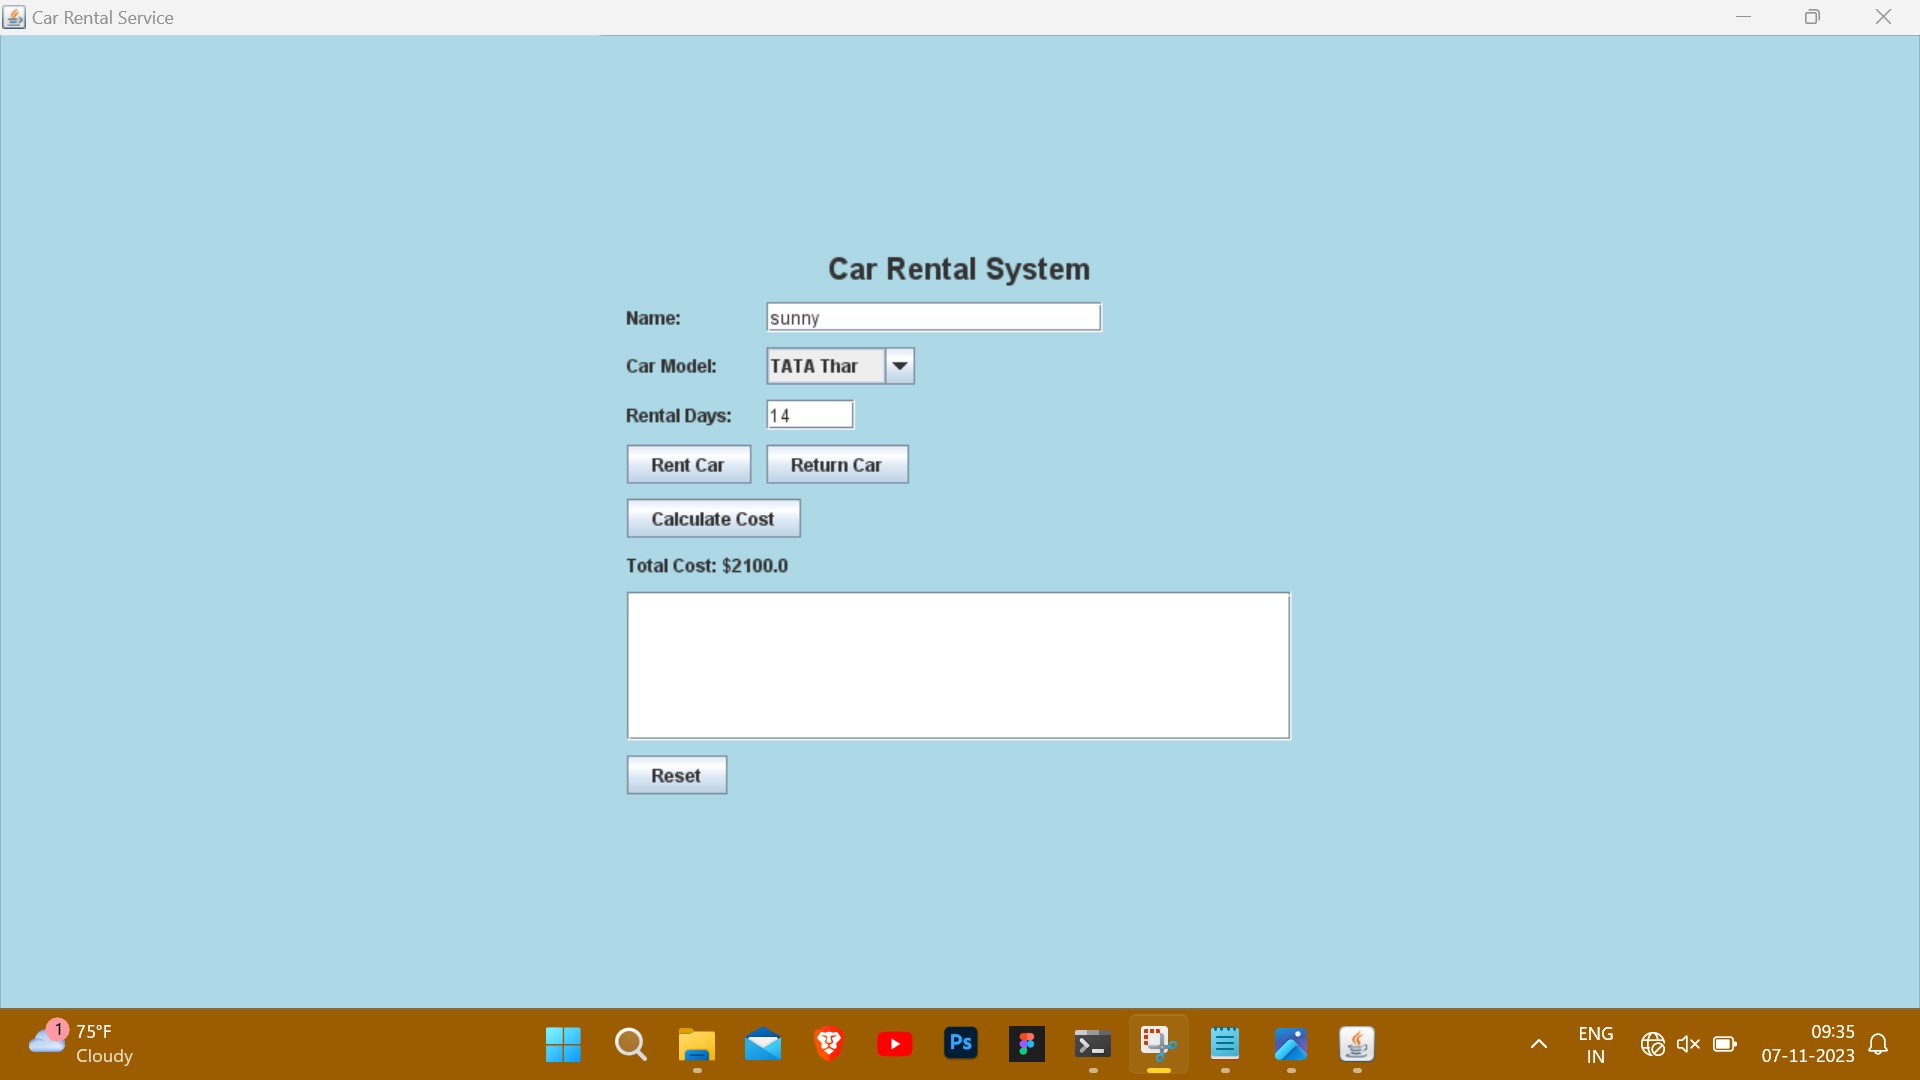 Car Rental Service
Car Rental System
Name: sunny
Car Model: TATA Thar
Rental Days: 14
Rent Car Return Car
Calculate Cost
Total Cost: $2100.0
Reset
1 75°F
Cloudy
Ps
ENG
IN
09:35
07-11-2023